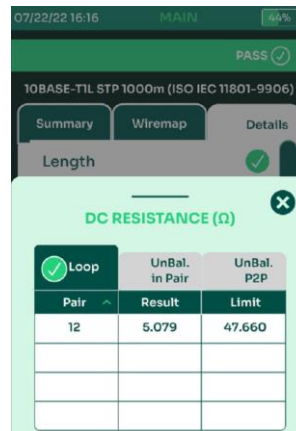 07/22/22 16:16 MAIN 44%
PASS
10BASE-T1L STP 1000m (ISO IEC 11801-9906)
Summary Wiremap Details
Length
DC RESISTANCE (Ω)
Loop UnBal. in Pair UnBal. P2P
Pair Result Limit
12 5.079 47.660